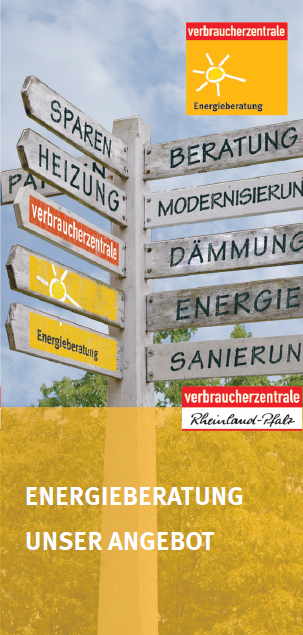 verbraucherzentrale
Energieberatung
SPAREN
HEIZUNG
verbraucherzentrale
Energieberatung
BERATUNG
MODERNISIERUN
DÄMMUNG
ENERGIE
SANIERUN
verbraucherzentrale
Rheinland-Pfalz
ENERGIEBERATUNG
UNSER ANGEBOT